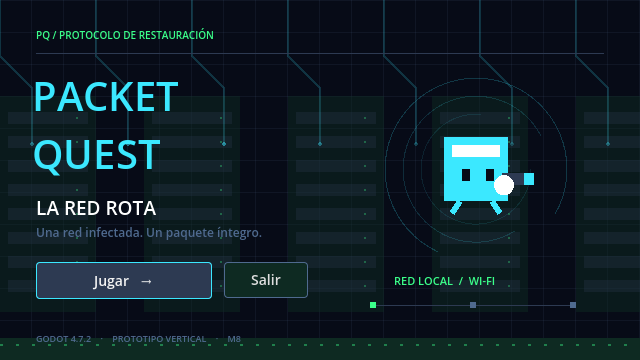 PQ / PROTOCOLO DE RESTAURACIÓN
PACKET
QUEST
LA RED ROTA
Una red infectada. Un paquete íntegro.
Jugar →
Salir
RED LOCAL / WI-FI
GODOT 4.7.2 · PROTOTIPO VERTICAL · M8